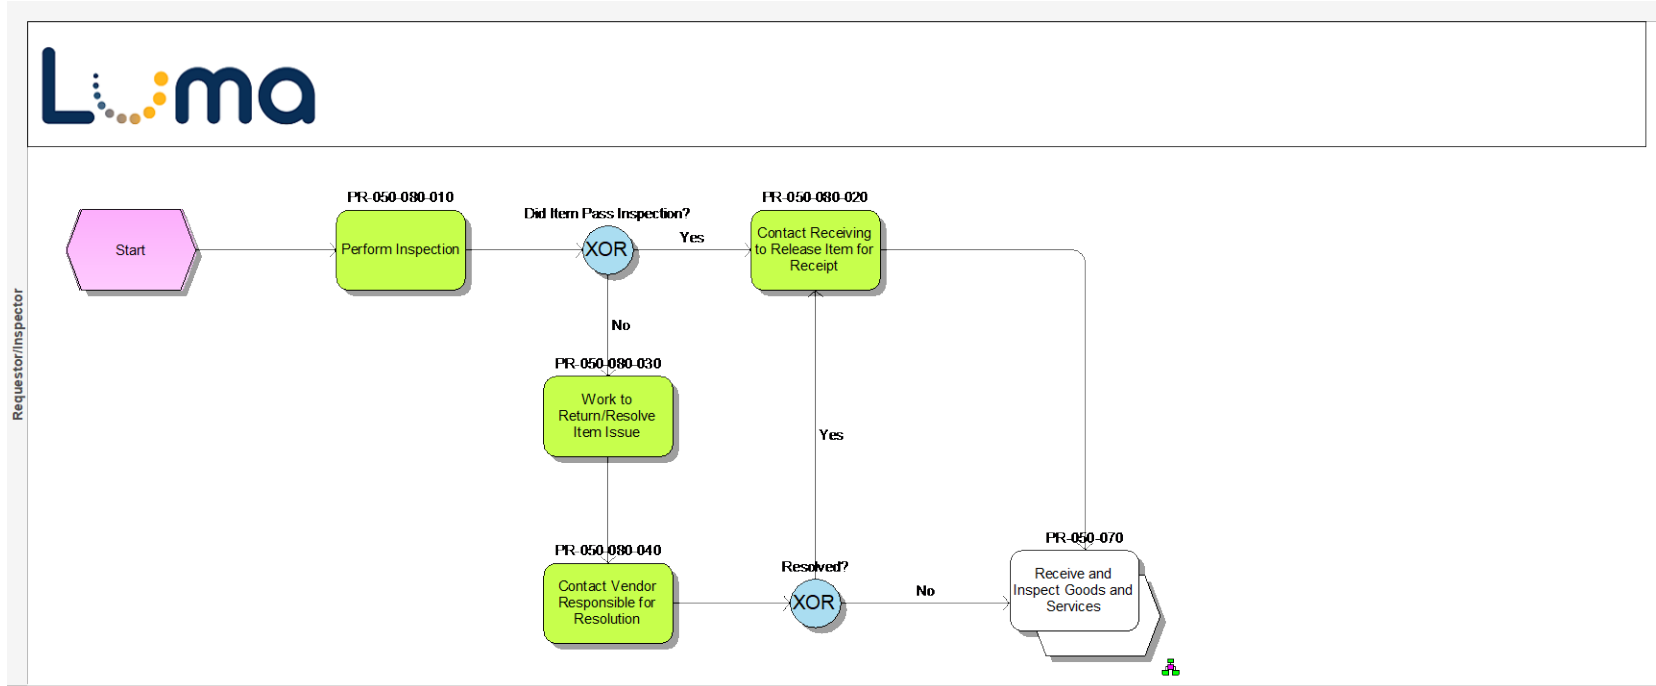 Luma
Requestor/Inspector
Start
PR-050-080-010
Perform Inspection
Did Item Pass Inspection?
XOR
Yes
PR-050-080-020
Contact Receiving
to Release Item for
Receipt
No
PR-050-080-030
Work to
Return/Resolve
Item Issue
Yes
PR-050-080-040
Contact Vendor
Responsible for
Resolution
Resolved?
XOR
No
PR-050-070
Receive and
Inspect Goods and
Services